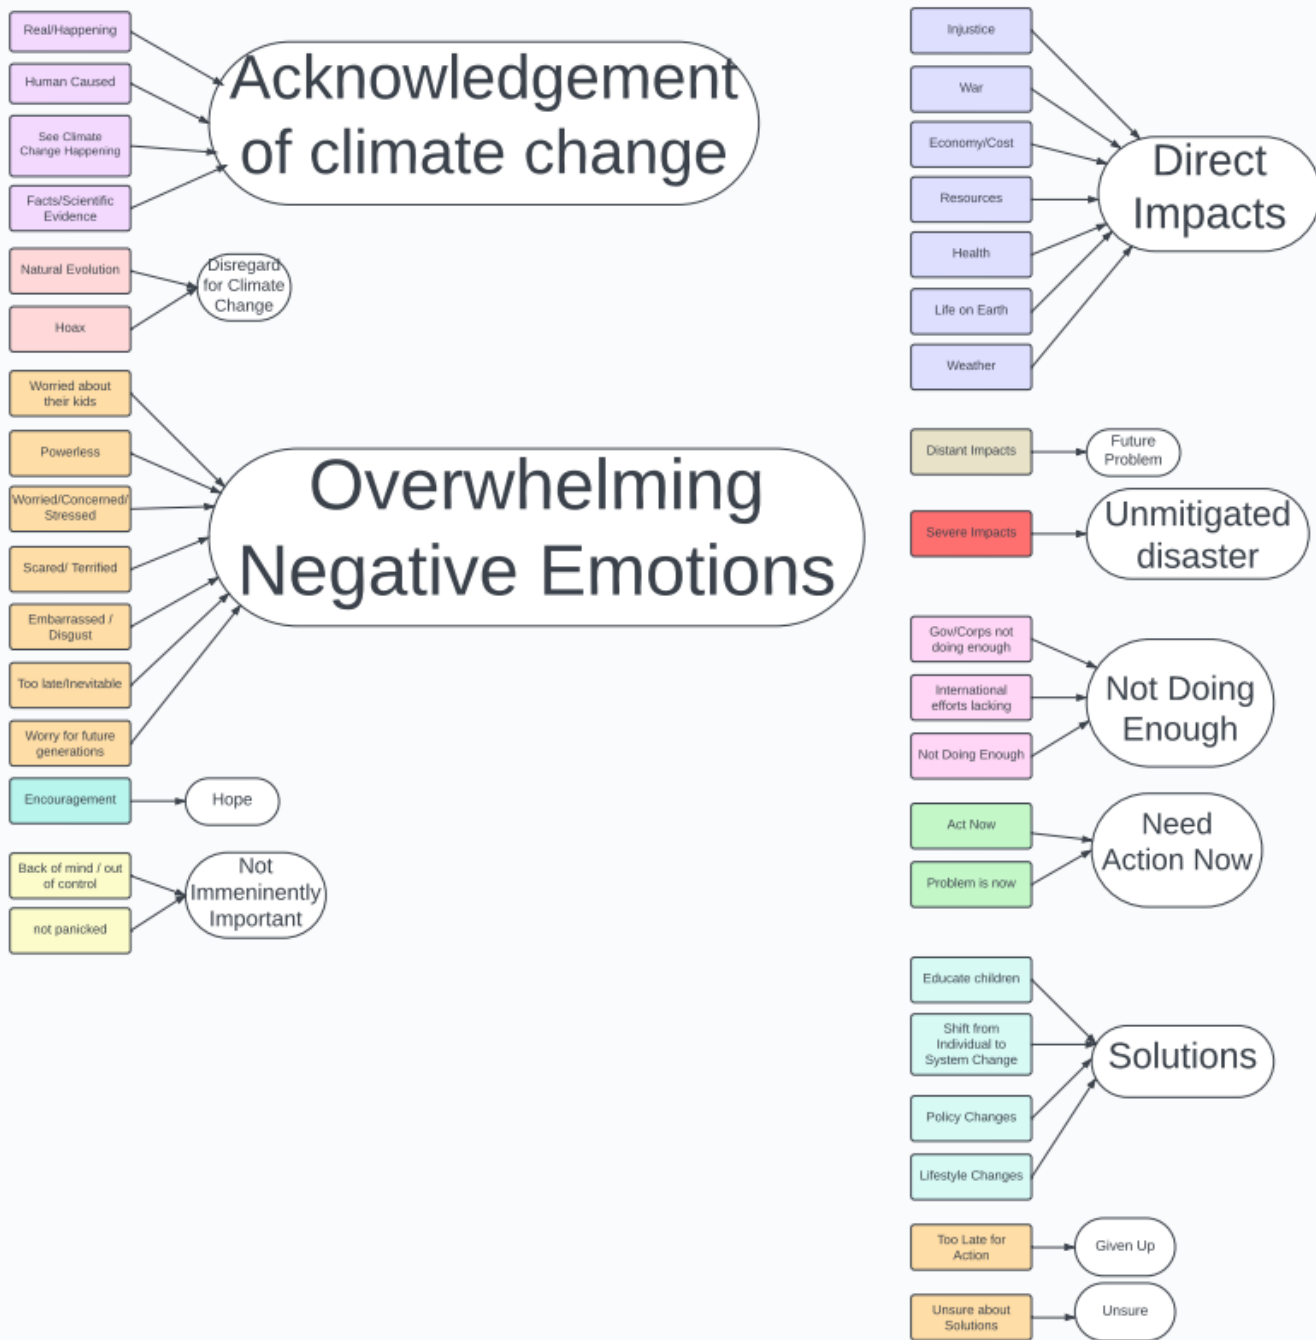 Real/Happening
Human Caused
See Climate
Change Happening
Facts/Scientific
Evidence
Acknowledgement
of climate change
Natural Evolution
Hoax
Disregard
for Climate
Change
Worried about
their kids
Powerless
Worried/Concerned/
Stressed
Scared/ Terrified
Embarrassed /
Disgust
Too late/Inevitable
Worry for future
generations
Overwhelming
Negative Emotions
Encouragement
Hope
Back of mind / out
of control
not panicked
Not
Immeninently
Important
Injustice
War
Economy/Cost
Resources
Health
Life on Earth
Weather
Direct
Impacts
Distant Impacts
Future
Problem
Severe Impacts
Unmitigated
disaster
Gov/Corps not
doing enough
International
efforts lacking
Not Doing Enough
Not Doing
Enough
Act Now
Problem is now
Need
Action Now
Educate children
Shift from
Individual to
System Change
Policy Changes
Lifestyle Changes
Solutions
Too Late for
Action
Given Up
Unsure about
Solutions
Unsure